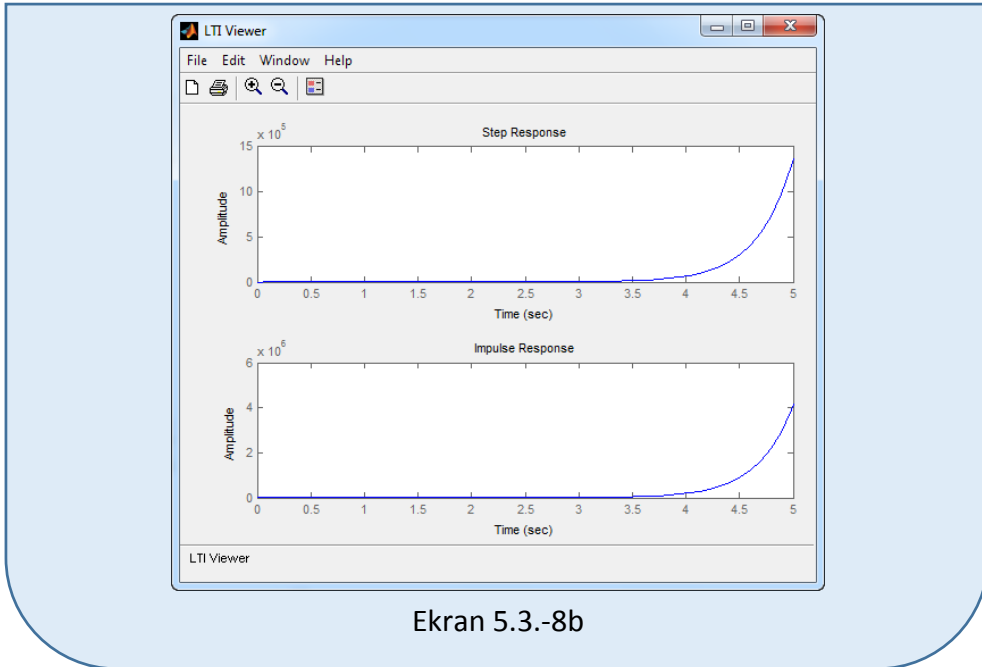 LTI Viewer
File Edit Window Help
x 10^5
Step Response
15
10
5
0
Amplitude
0 0.5 1 1.5 2 2.5 3 3.5 4 4.5 5
Time (sec)
x 10^6
Impulse Response
6
4
2
0
Amplitude
0 0.5 1 1.5 2 2.5 3 3.5 4 4.5 5
Time (sec)
LTI Viewer
Ekran 5.3.-8b